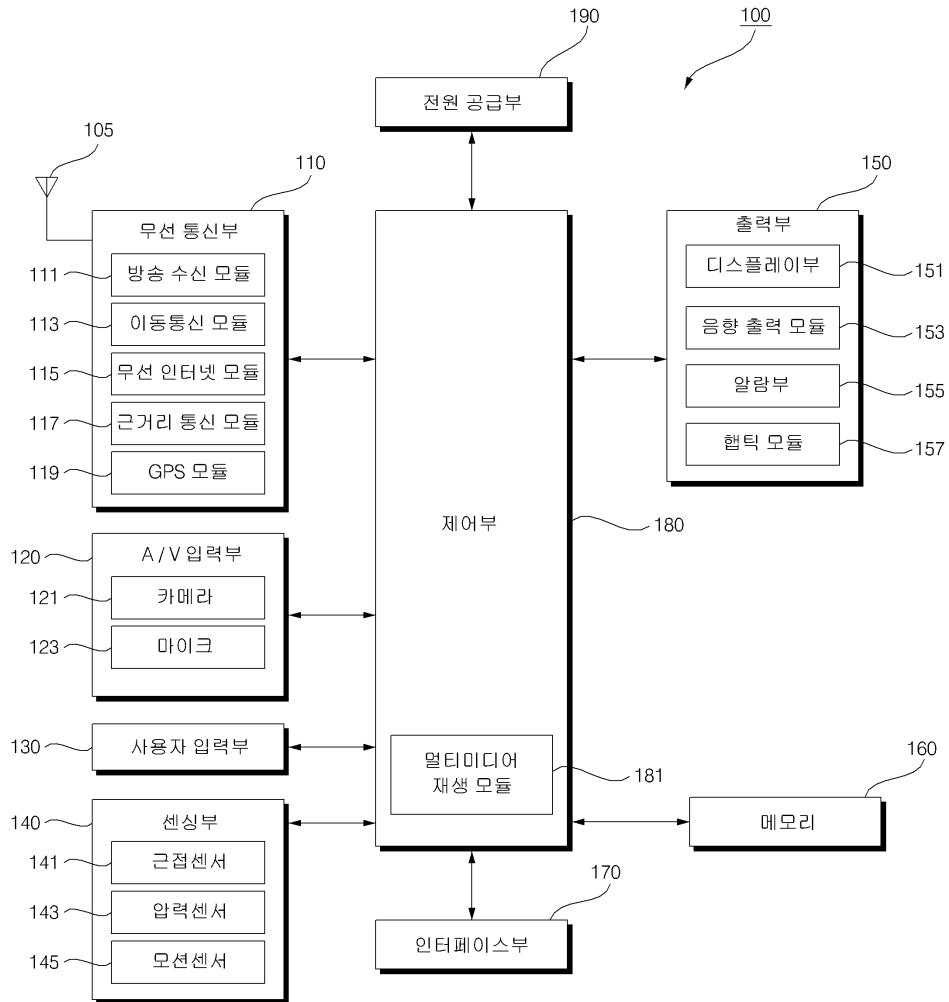 190
100
전원 공급부
105
110
무선 통신부
111
방송 수신 모듈
113
이동통신 모듈
115
무선 인터넷 모듈
117
근거리 통신 모듈
119
GPS 모듈
120
A / V 입력부
121
카메라
123
마이크
130
사용자 입력부
140
센싱부
141
근접센서
143
압력센서
145
모션센서
제어부
180
멀티미디어
재생 모듈
181
150
출력부
디스플레이부
151
음향 출력 모듈
153
알람부
155
햅틱 모듈
157
160
메모리
170
인터페이스부